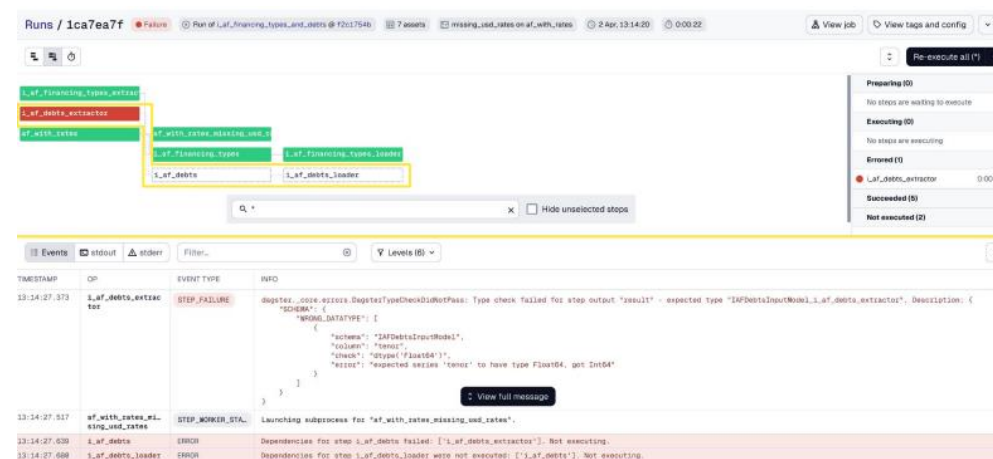 Runs / 1ca7ea7f
Failure
Run of i_af_financing_types_and_debts @ f2c1754b
7 assets
missing_usd_rates on af_with_rates
2 Apr, 13:14:20
0:00:22
View job
View tags and config
Re-execute all (*)
i_af_financing_types_extract
i_af_debts_extractor
af_with_rates
af_with_rates_missing_usd_r
i_af_financing_types
i_af_financing_types_loader
i_af_debts
i_af_debts_loader
*
Hide unselected steps
Preparing (0)
No steps are waiting to execute
Executing (0)
No steps are executing
Errored (1)
i_af_debts_extractor 0:00
Succeeded (5)
Not executed (2)
Events
stdout
stderr
Filter...
Levels (6)
TIMESTAMP OP EVENT TYPE INFO
13:14:27.373 i_af_debts_extrac STEP_FAILURE dagster._core.errors.DagsterTypeCheckDidNotPass: Type check failed for step output "result" - expected type "IAFDebtsInputModel_i_af_debts_extractor". Description: {
tor
"SCHEMA": {
"WRONG_DATATYPE": [
{
"schema": "IAFDebtsInputModel",
"column": "tenor",
"check": "dtype('Float64')",
"error": "expected series 'tenor' to have type Float64, got Int64"
}
]
}
}
View full message
13:14:27.517 af_with_rates_mi… STEP_WORKER_STA… Launching subprocess for "af_with_rates_missing_usd_rates".
sing_usd_rates
13:14:27.630 i_af_debts ERROR Dependencies for step i_af_debts failed: ['i_af_debts_extractor']. Not executing.
13:14:27.680 i_af_debts_loader ERROR Dependencies for step i_af_debts_loader were not executed: ['i_af_debts']. Not executing.